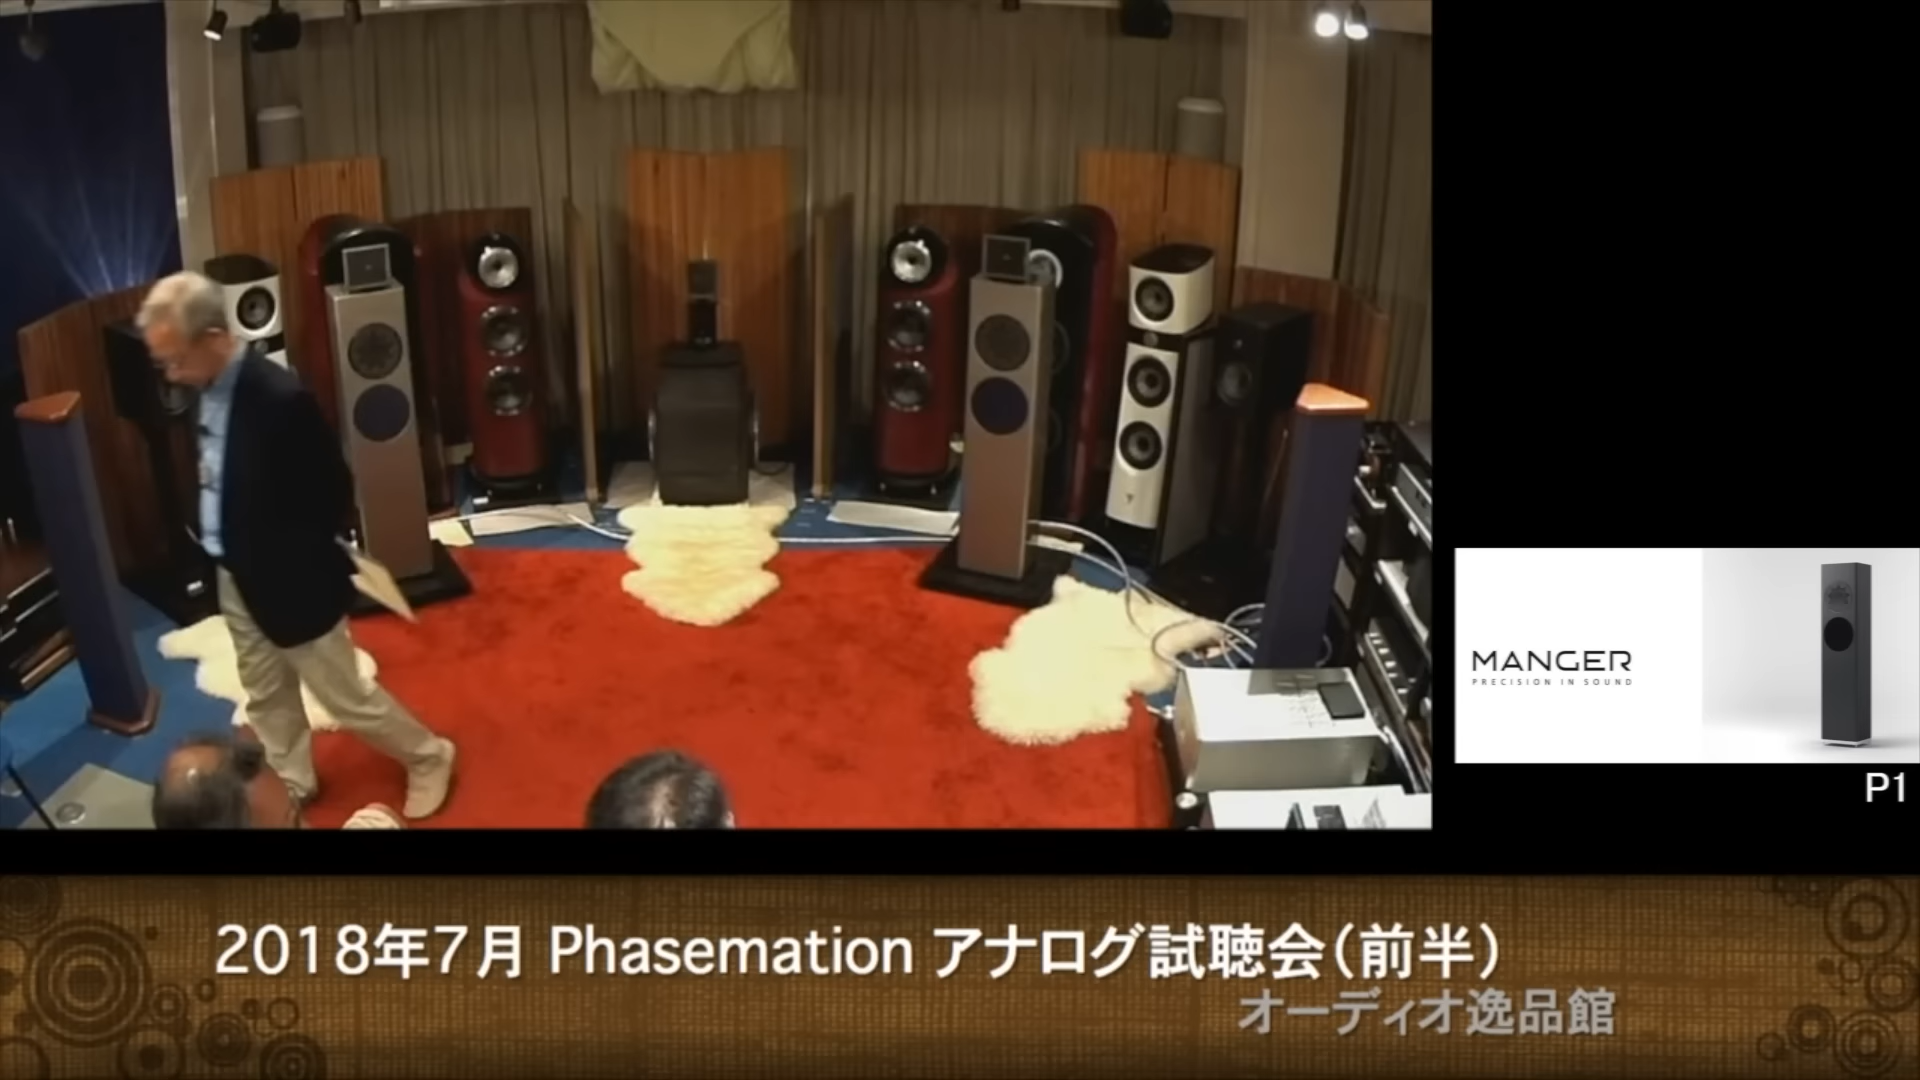 MANGER
PRECISION IN SOUND
P1
2018年7月 Phasemation アナログ試聴会(前半)
オーディオ逸品館